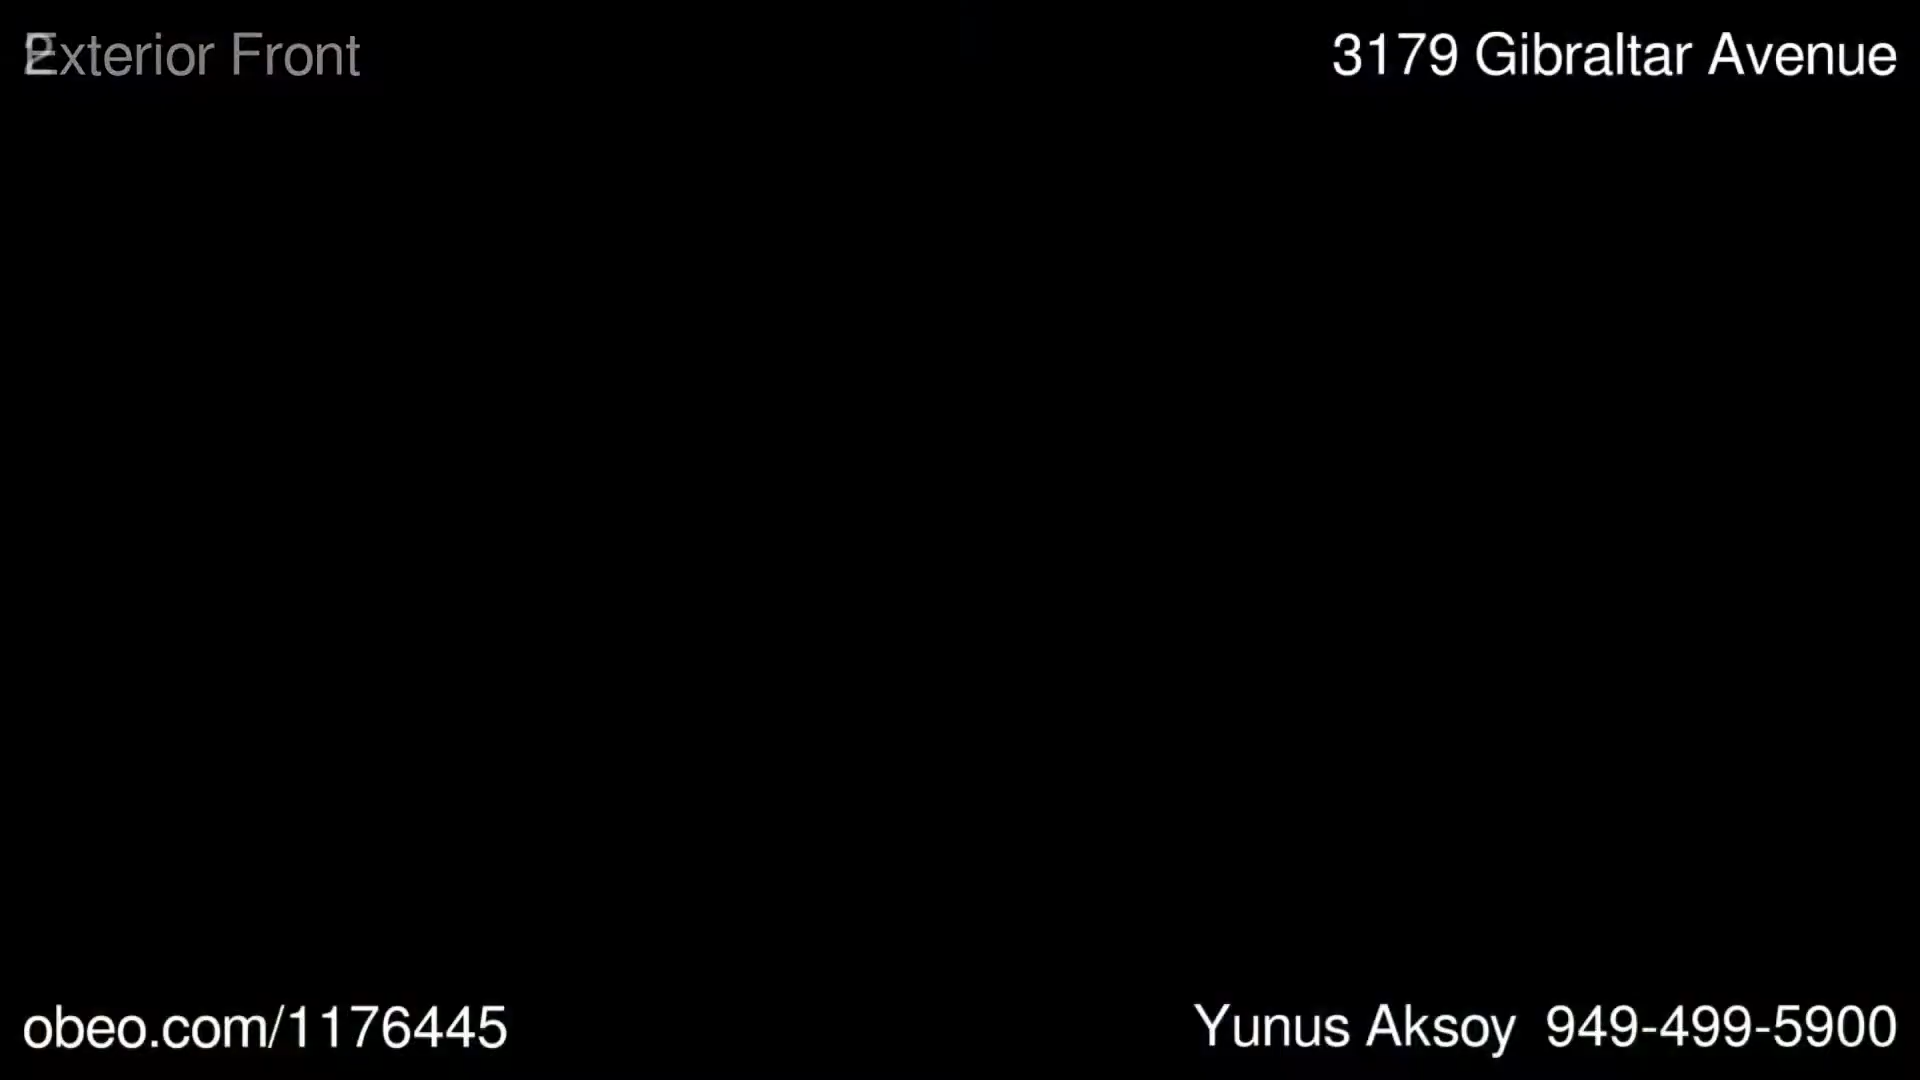 Exterior Front
3179 Gibraltar Avenue
obeo.com/1176445
Yunus Aksoy 949-499-5900